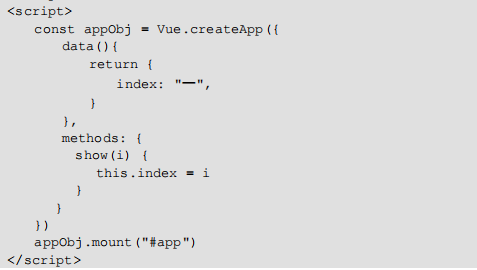 <script>
const appObj = Vue.createApp({
data(){
return {
index: "一",
}
},
methods: {
show(i) {
this.index = i
}
}
})
appObj.mount("#app")
</script>